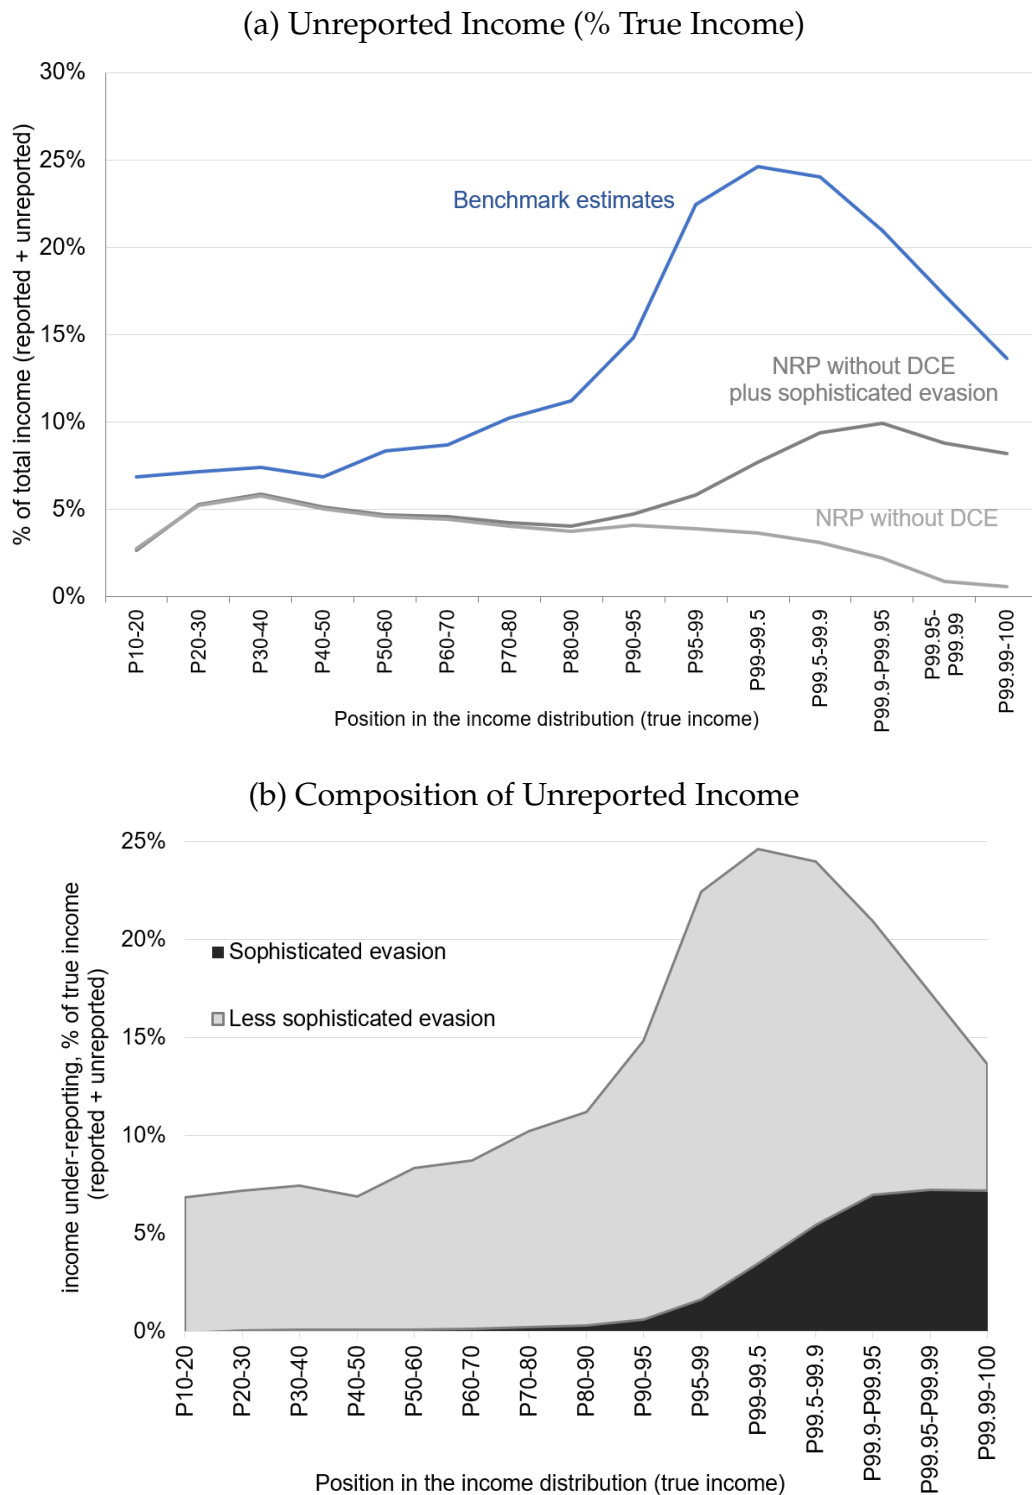 (a) Unreported Income (% True Income)
% of total income (reported + unreported)
30%
25%
20%
15%
10%
5%
0%
Benchmark estimates
NRP without DCE
plus sophisticated evasion
NRP without DCE
P10-20
P20-30
P30-40
P40-50
P50-60
P60-70
P70-80
P80-90
P90-95
P95-99
P99-99.5
P99.5-99.9
P99.9-P99.95
P99.95-
P99.99
P99.99-100
Position in the income distribution (true income)
(b) Composition of Unreported Income
income under-reporting, % of true income
(reported + unreported)
25%
20%
15%
10%
5%
0%
Sophisticated evasion
Less sophisticated evasion
P10-20
P20-30
P30-40
P40-50
P50-60
P60-70
P70-80
P80-90
P90-95
P95-99
P99-99.5
P99.5-99.9
P99.9-P99.95
P99.95-P99.99
P99.99-100
Position in the income distribution (true income)